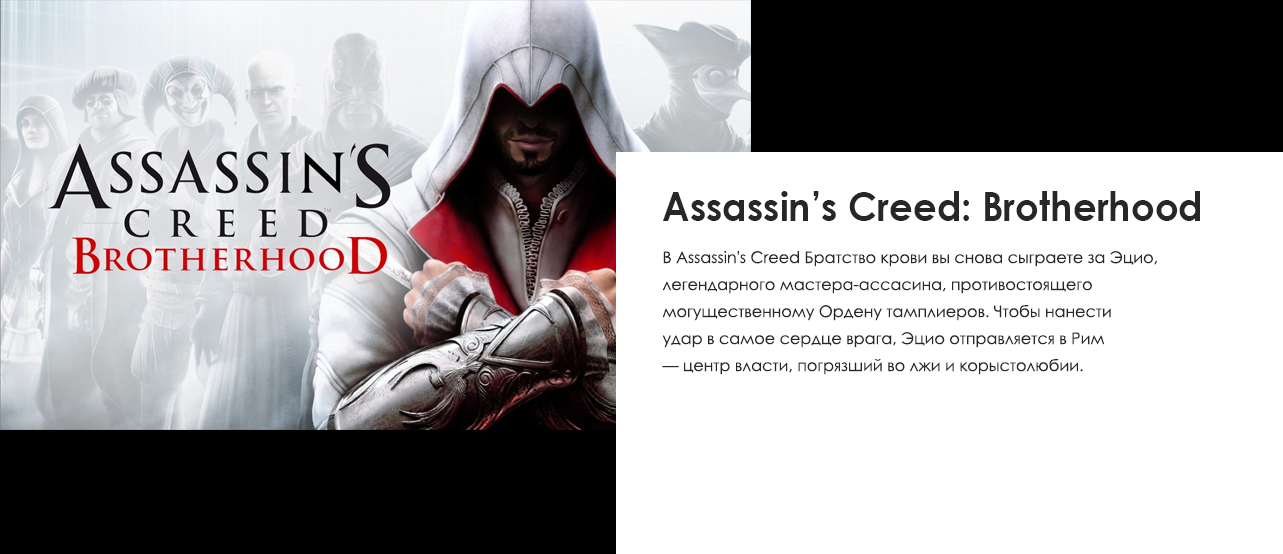 ASSASSIN'S
CREED™
BROTHERHOOD
Assassin’s Creed: Brotherhood
В Assassin's Creed Братство крови вы снова сыграете за Эцио,
легендарного мастера-ассасина, противостоящего
могущественному Ордену тамплиеров. Чтобы нанести
удар в самое сердце врага, Эцио отправляется в Рим
— центр власти, погрязший во лжи и корыстолюбии.